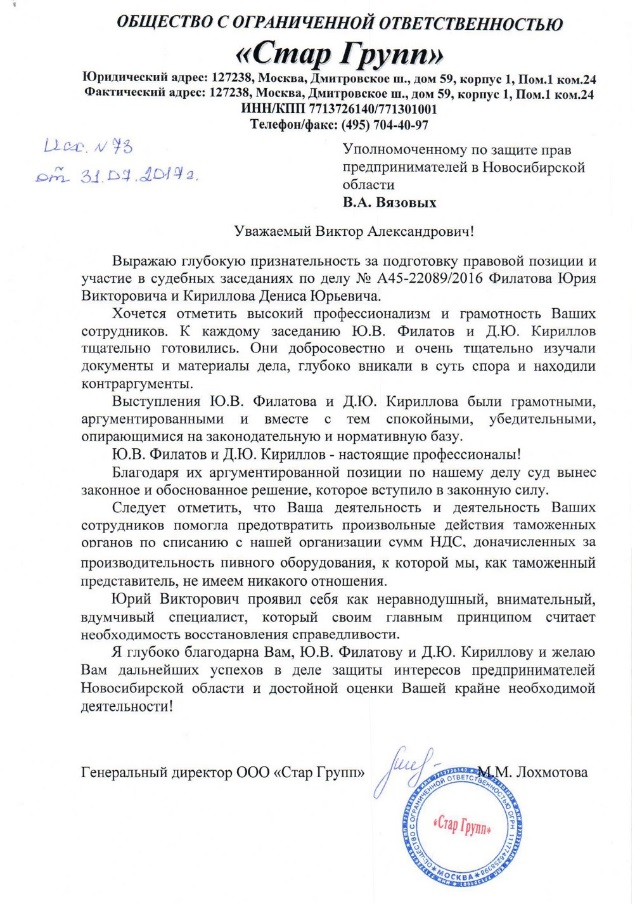 ОБЩЕСТВО С ОГРАНИЧЕННОЙ ОТВЕТСТВЕННОСТЬЮ
«Стар Групп»
Юридический адрес: 127238, Москва, Дмитровское ш., дом 59, корпус 1, Пом.1 ком.24
Фактический адрес: 127238, Москва, Дмитровское ш., дом 59, корпус 1, Пом.1 ком.24
ИНН/КПП 7713726140/771301001
Телефон/факс: (495) 704-40-97
Исх. N 73
от 31.07.2017г.
Уполномоченному по защите прав
предпринимателей в Новосибирской
области
В.А. Вязовых
Уважаемый Виктор Александрович!
Выражаю глубокую признательность за подготовку правовой позиции и
участие в судебных заседаниях по делу № А45-22089/2016 Филатова Юрия
Викторовича и Кириллова Дениса Юрьевича.
Хочется отметить высокий профессионализм и грамотность Ваших
сотрудников. К каждому заседанию Ю.В. Филатов и Д.Ю. Кириллов
тщательно готовились. Они добросовестно и очень тщательно изучали
документы и материалы дела, глубоко вникали в суть спора и находили
контраргументы.
Выступления Ю.В. Филатова и Д.Ю. Кириллова были грамотными,
аргументированными и вместе с тем спокойными, убедительными,
опирающимися на законодательную и нормативную базу.
Ю.В. Филатов и Д.Ю. Кириллов - настоящие профессионалы!
Благодаря их аргументированной позиции по нашему делу суд вынес
законное и обоснованное решение, которое вступило в законную силу.
Следует отметить, что Ваша деятельность и деятельность Ваших
сотрудников помогла предотвратить произвольные действия таможенных
органов по списанию с нашей организации сумм НДС, доначисленных за
производительность пивного оборудования, к которой мы, как таможенный
представитель, не имеем никакого отношения.
Юрий Викторович проявил себя как неравнодушный, внимательный,
вдумчивый специалист, который своим главным принципом считает
необходимость восстановления справедливости.
Я глубоко благодарна Вам, Ю.В. Филатову и Д.Ю. Кириллову и желаю
Вам дальнейших успехов в деле защиты интересов предпринимателей
Новосибирской области и достойной оценки Вашей крайне необходимой
деятельности!
Генеральный директор ООО «Стар Групп» М.М. Лохмотова
ОБЩЕСТВО С ОГРАНИЧЕННОЙ ОТВЕТСТВЕННОСТЬЮ ОГРН
«Стар Групп»
МОСКВА